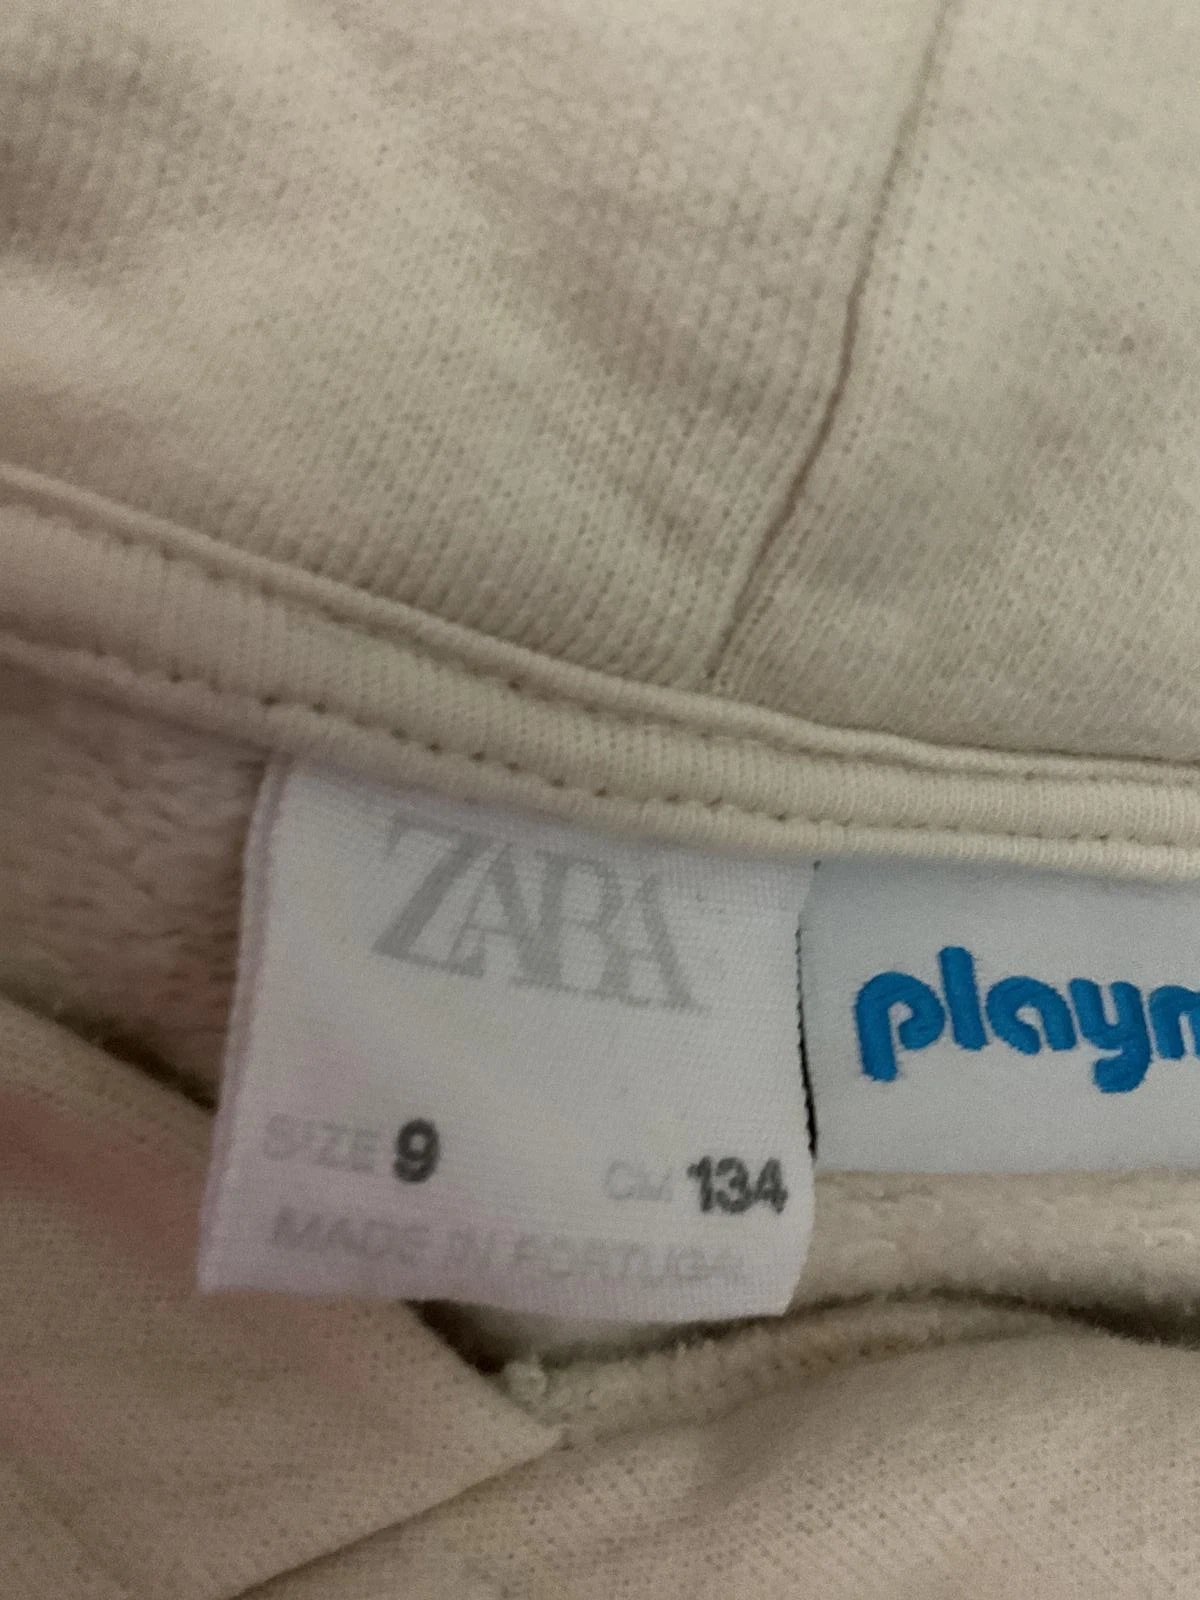 ZARA
playm
SIZE 9
CM 134
MADE IN PORTUGAL